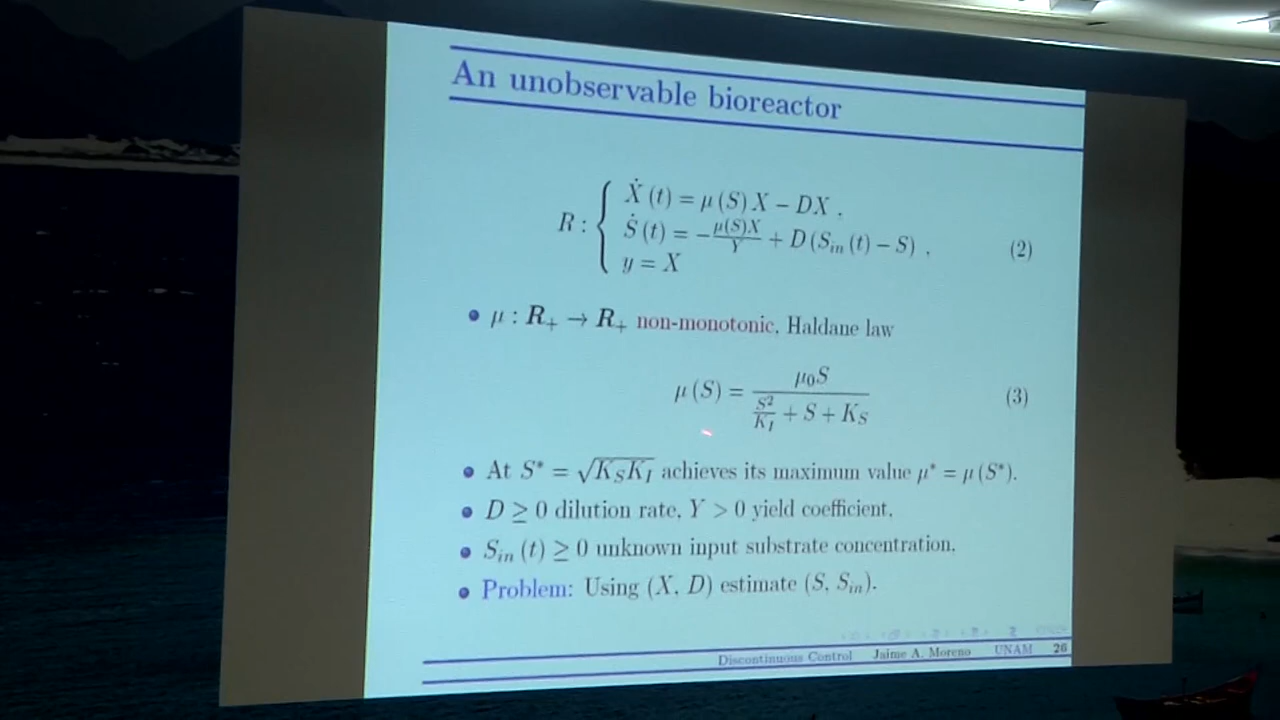 An unobservable bioreactor
R : { Ẋ (t) = μ (S) X − DX ,
Ṡ (t) = −μ(S)X/Y + D (S_in (t) − S) , (2)
y = X
• μ : R₊ → R₊ non-monotonic, Haldane law
μ (S) = μ₀S / (S²/K_I + S + K_S) (3)
• At S* = √(K_S K_I) achieves its maximum value μ* = μ (S*).
• D ≥ 0 dilution rate, Y > 0 yield coefficient,
• S_in (t) ≥ 0 unknown input substrate concentration,
• Problem: Using (X, D) estimate (S, S_in).
Discontinuous Control Jaime A. Moreno UNAM 26